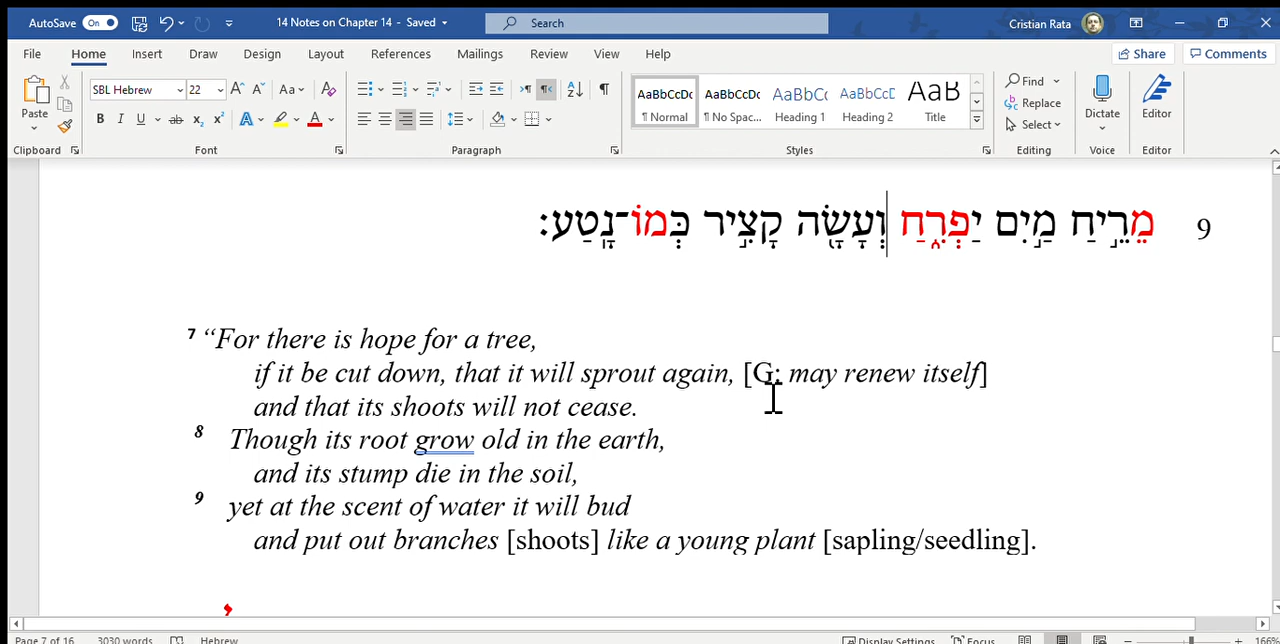 AutoSave On 14 Notes on Chapter 14 - Saved Search Cristian Rata
File Home Insert Draw Design Layout References Mailings Review View Help Share Comments
Paste SBL Hebrew 22 A A Aa A
B I U ab x₂ x² A A
AaBbCcDc AaBbCcDc AaBbCc AaBbCcD AaB
¶ Normal ¶ No Spac... Heading 1 Heading 2 Title
Find Replace Select Dictate Editor
Clipboard Font Paragraph Styles Editing Voice Editor
9 מֵרֵ֣יחַ מַ֣יִם יַפְרִ֑חַ וְעָשָׂ֖ה קָצִ֣יר כְּמוֹ־נָֽטַע׃
7 “For there is hope for a tree,
if it be cut down, that it will sprout again, [G: may renew itself]
and that its shoots will not cease.
8 Though its root grow old in the earth,
and its stump die in the soil,
9 yet at the scent of water it will bud
and put out branches [shoots] like a young plant [sapling/seedling].
Page 7 of 16 3030 words Hebrew Display Settings Focus 166%